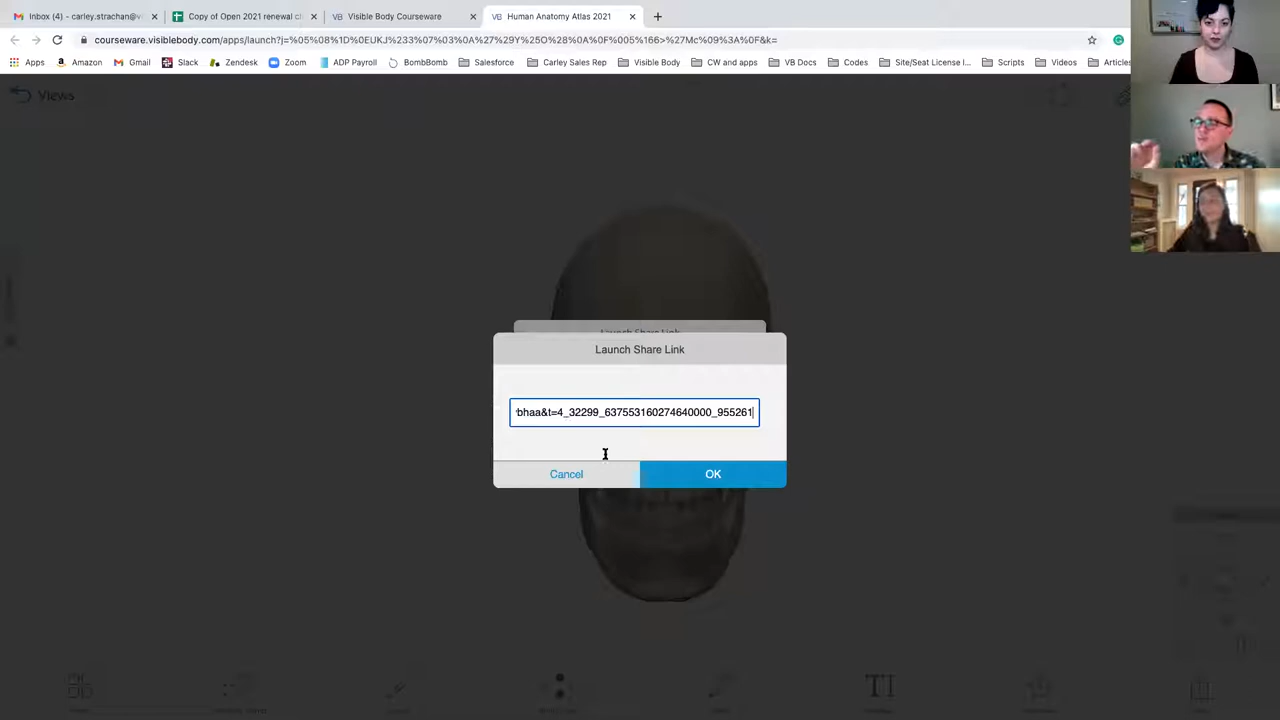 Inbox (4) - carley.strachan@v
Copy of Open 2021 renewal cl
Visible Body Courseware
Human Anatomy Atlas 2021
courseware.visiblebody.com/apps/launch?j=%05%08%1D%0EUKJ%233%07%03%0A%27%29Y%25O%28%0A%0F%005%166>%27Mc%09%3A%0F&k=
Apps Amazon Gmail Slack Zendesk Zoom ADP Payroll BombBomb Salesforce Carley Sales Rep Visible Body CW and apps VB Docs Codes Site/Seat License I... Scripts Videos Articles
Views
Launch Share Link
Launch Share Link
bhaa&t=4_32299_637553160274640000_955261
Cancel OK